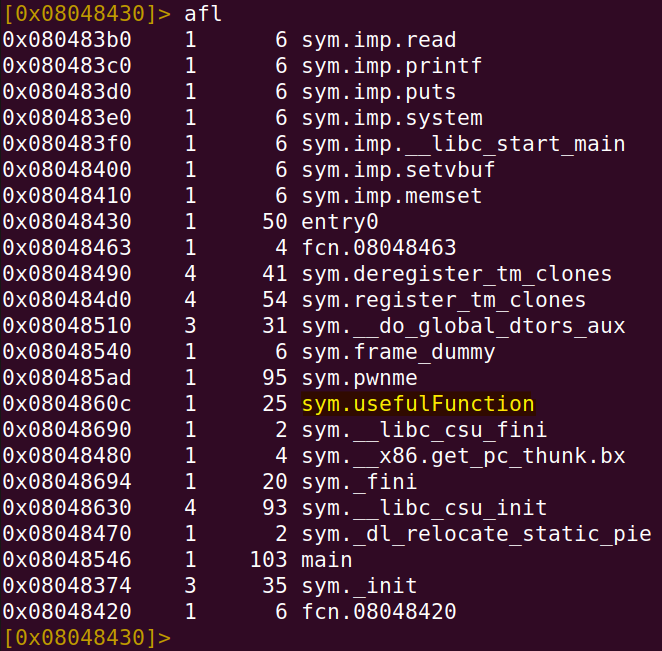 [0x08048430]> afl
0x080483b0    1      6 sym.imp.read
0x080483c0    1      6 sym.imp.printf
0x080483d0    1      6 sym.imp.puts
0x080483e0    1      6 sym.imp.system
0x080483f0    1      6 sym.imp.__libc_start_main
0x08048400    1      6 sym.imp.setvbuf
0x08048410    1      6 sym.imp.memset
0x08048430    1     50 entry0
0x08048463    1      4 fcn.08048463
0x08048490    4     41 sym.deregister_tm_clones
0x080484d0    4     54 sym.register_tm_clones
0x08048510    3     31 sym.__do_global_dtors_aux
0x08048540    1      6 sym.frame_dummy
0x080485ad    1     95 sym.pwnme
0x0804860c    1     25 sym.usefulFunction
0x08048690    1      2 sym.__libc_csu_fini
0x08048480    1      4 sym.__x86.get_pc_thunk.bx
0x08048694    1     20 sym._fini
0x08048630    4     93 sym.__libc_csu_init
0x08048470    1      2 sym._dl_relocate_static_pie
0x08048546    1    103 main
0x08048374    3     35 sym._init
0x08048420    1      6 fcn.08048420
[0x08048430]>